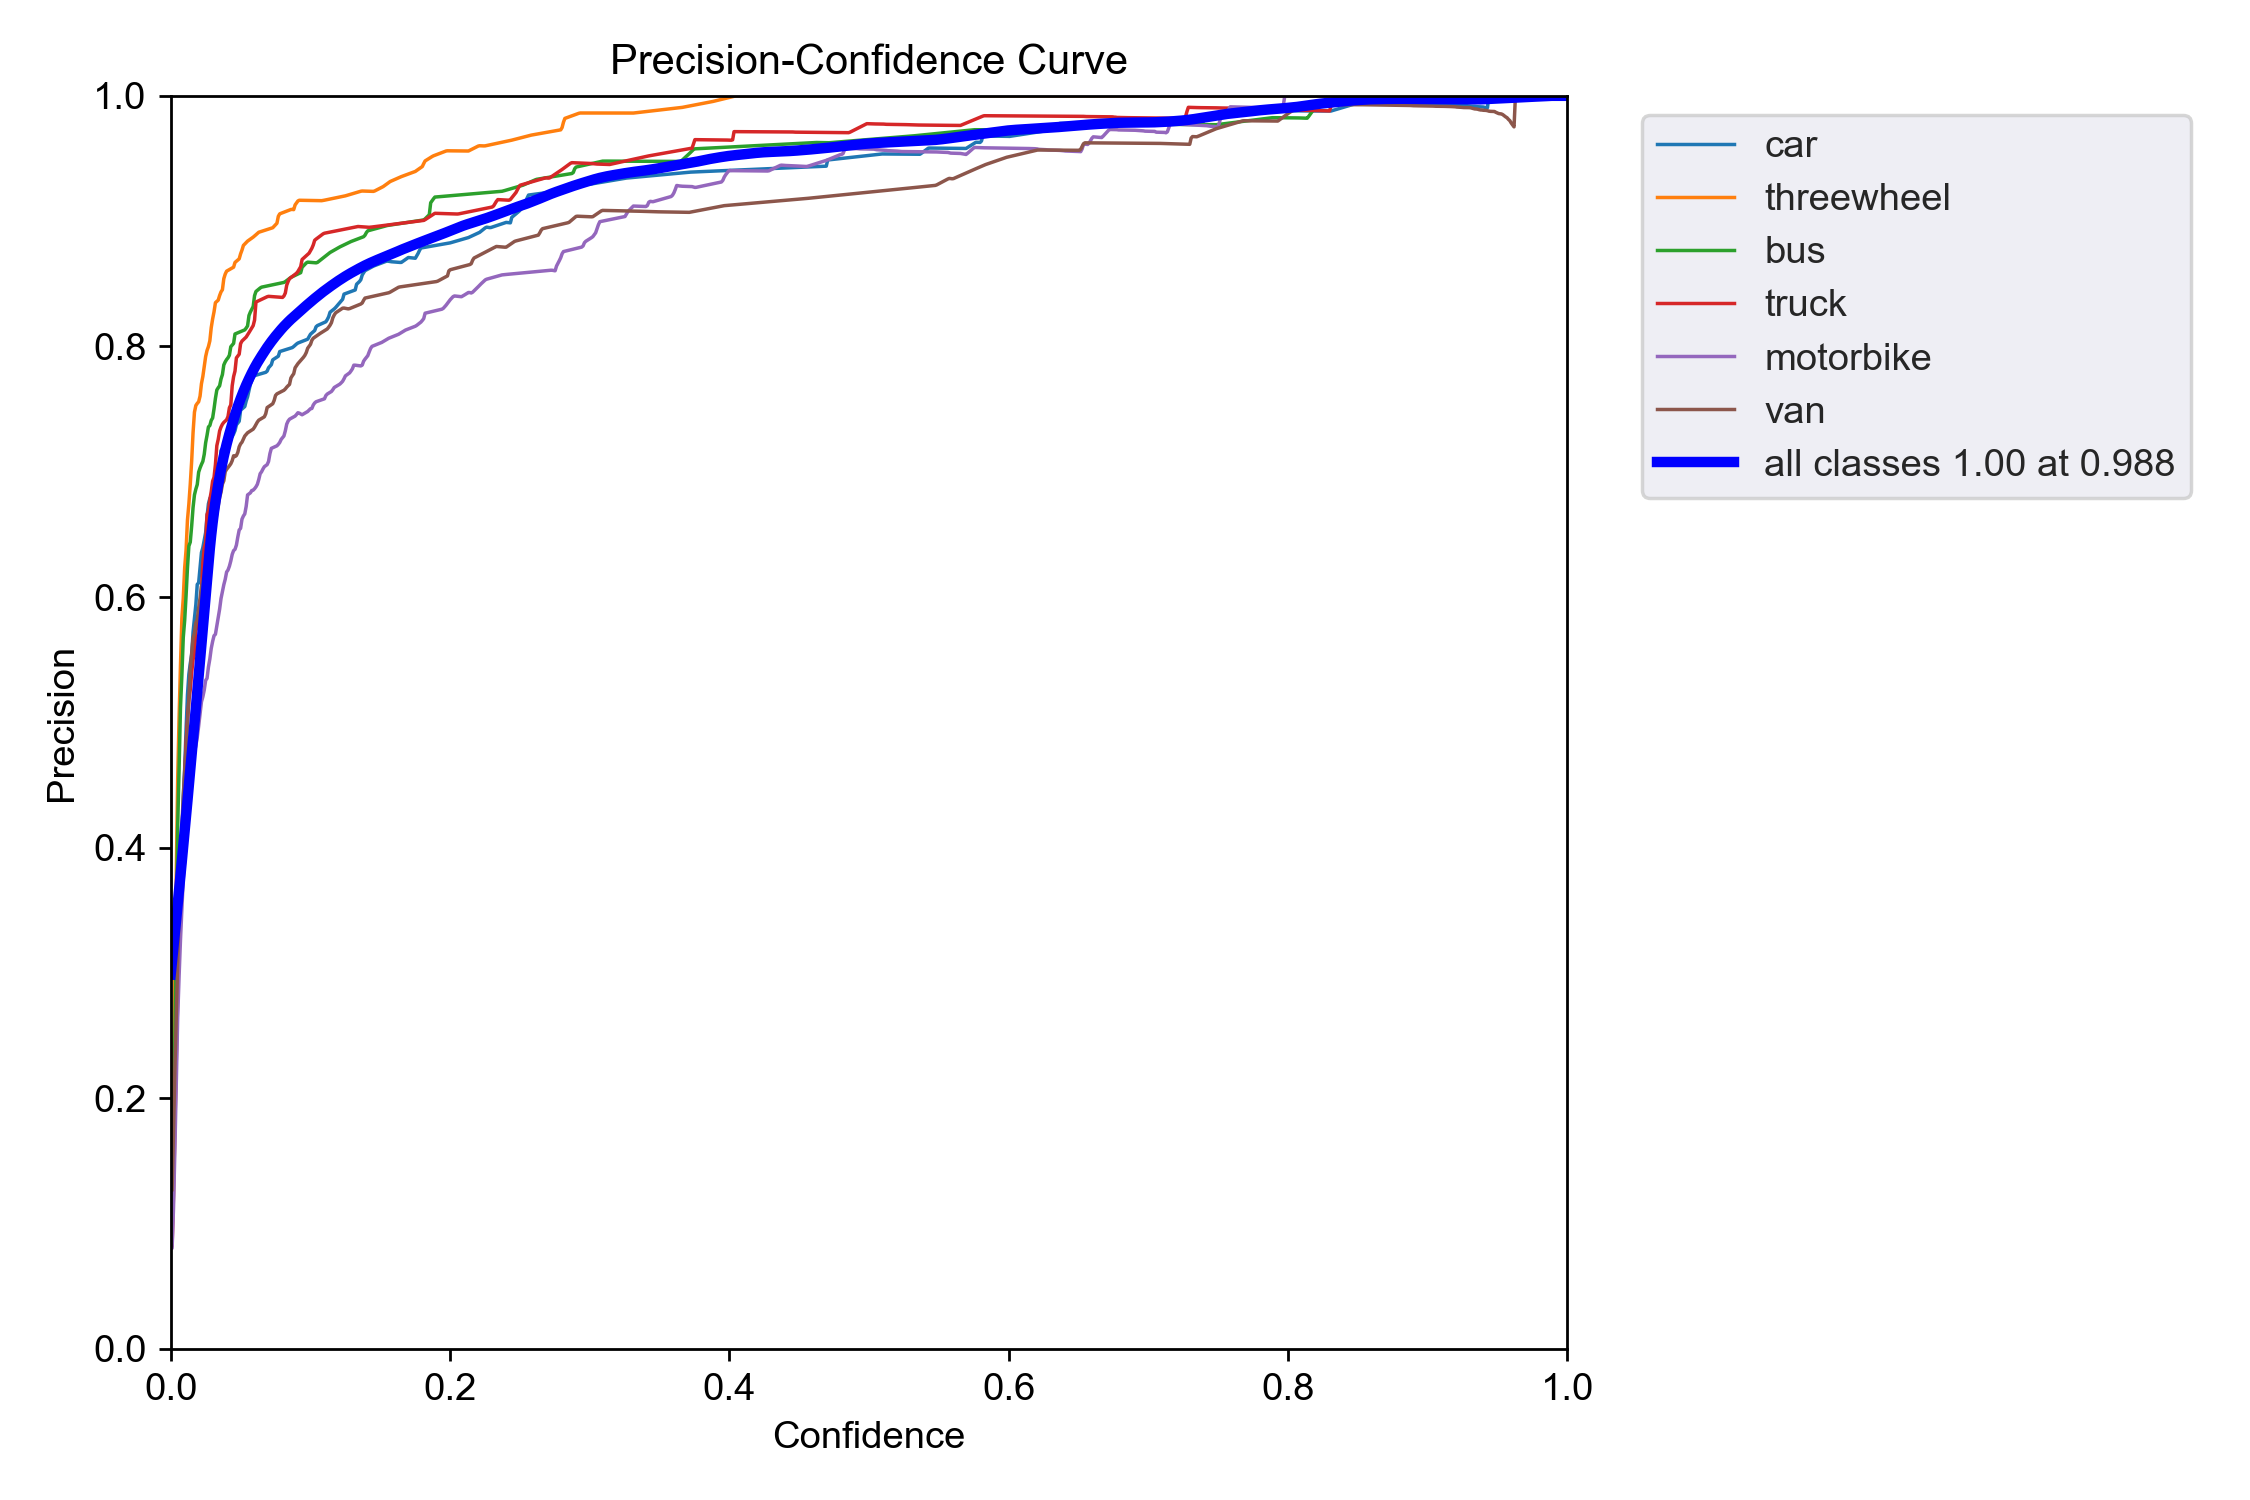 Precision-Confidence Curve
1.0
0.8
0.6
0.4
0.2
0.0
Precision
0.0 0.2 0.4 0.6 0.8 1.0
Confidence
car
threewheel
bus
truck
motorbike
van
all classes 1.00 at 0.988